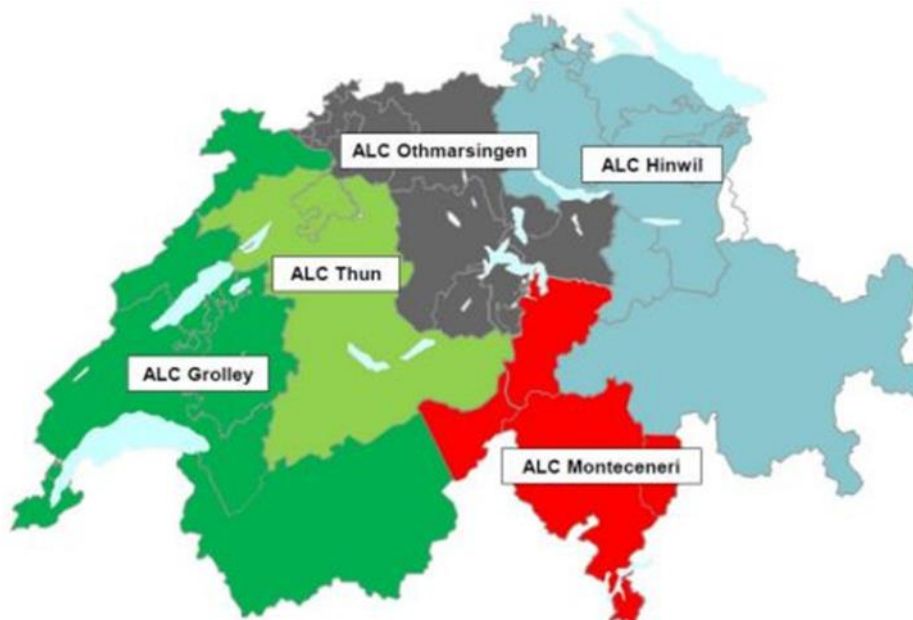 ALC Othmarsingen
ALC Hinwil
ALC Thun
ALC Grolley
ALC Monteceneri